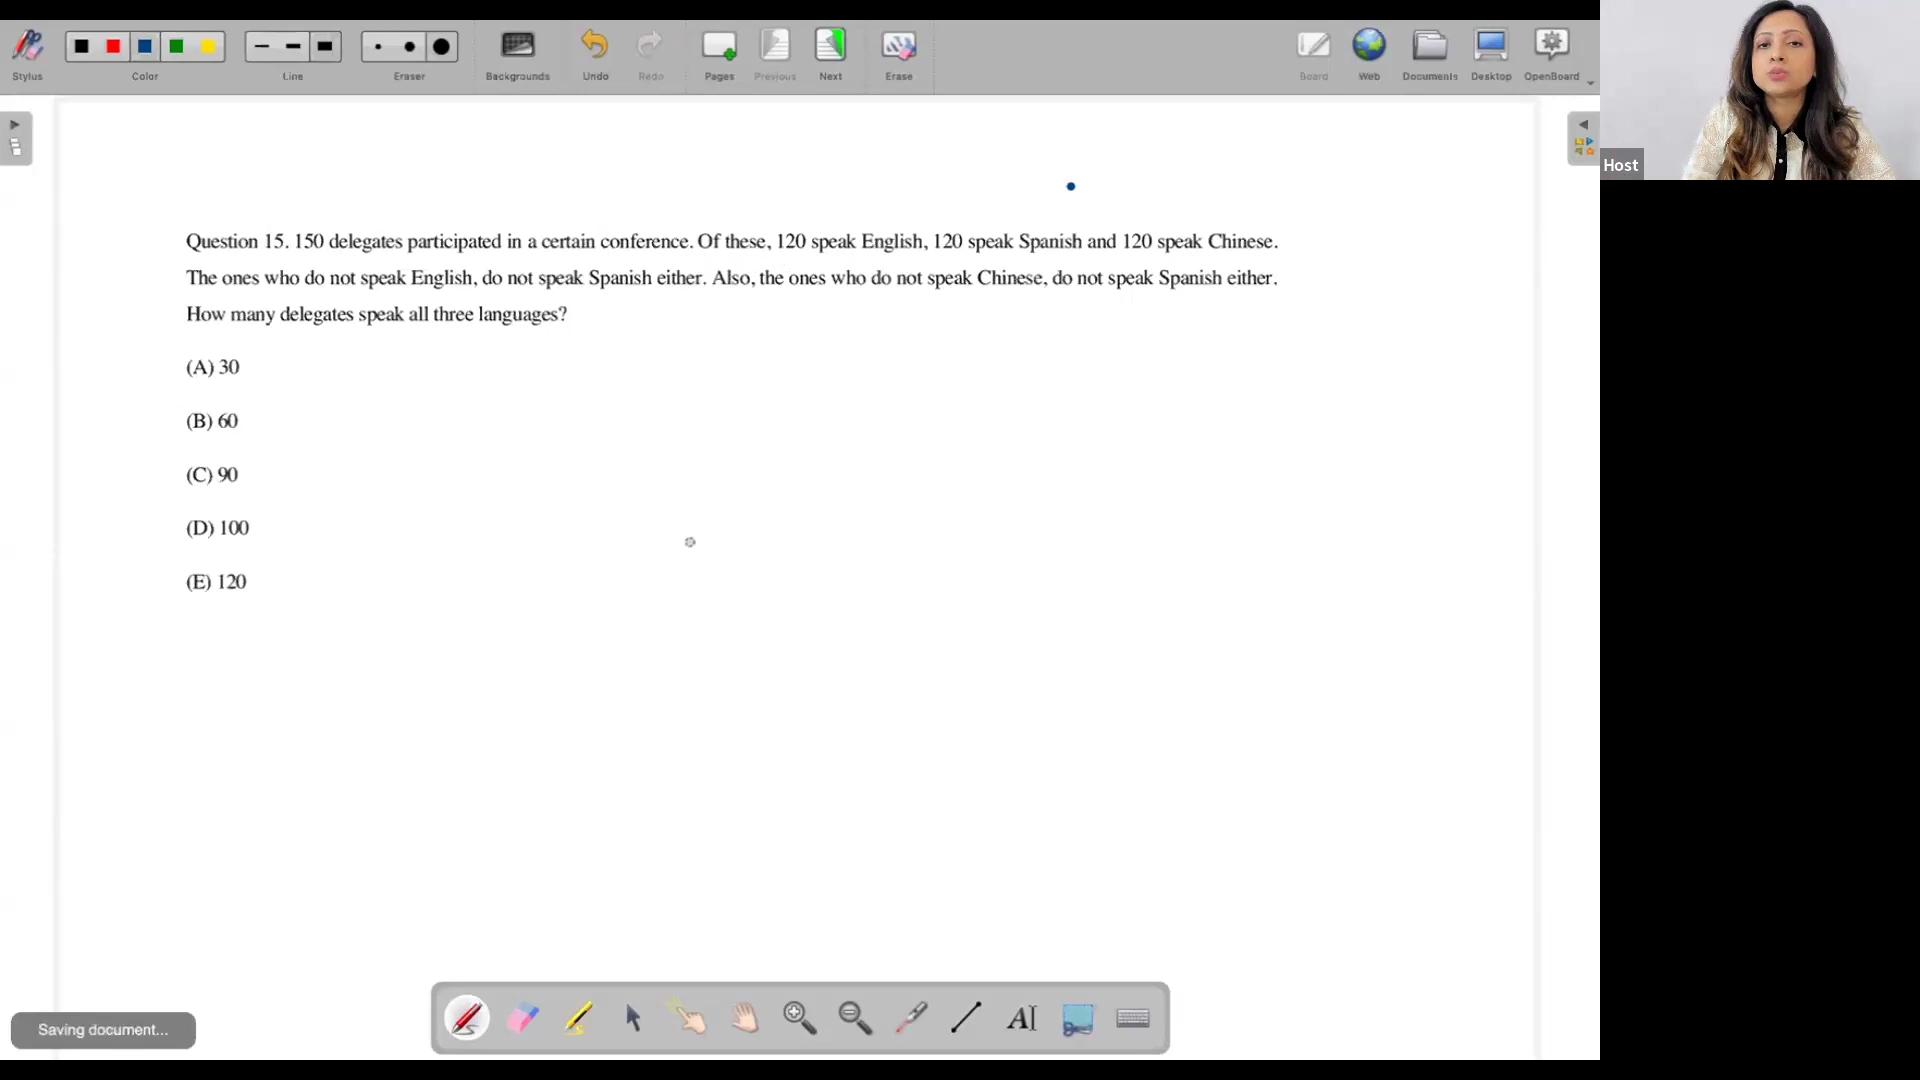 Stylus
Color
Line
Eraser
Backgrounds
Undo
Redo
Pages
Previous
Next
Erase
Board
Web
Documents
Desktop
OpenBoard
Host
Question 15. 150 delegates participated in a certain conference. Of these, 120 speak English, 120 speak Spanish and 120 speak Chinese.
The ones who do not speak English, do not speak Spanish either. Also, the ones who do not speak Chinese, do not speak Spanish either.
How many delegates speak all three languages?
(A) 30
(B) 60
(C) 90
(D) 100
(E) 120
AI
Saving document...